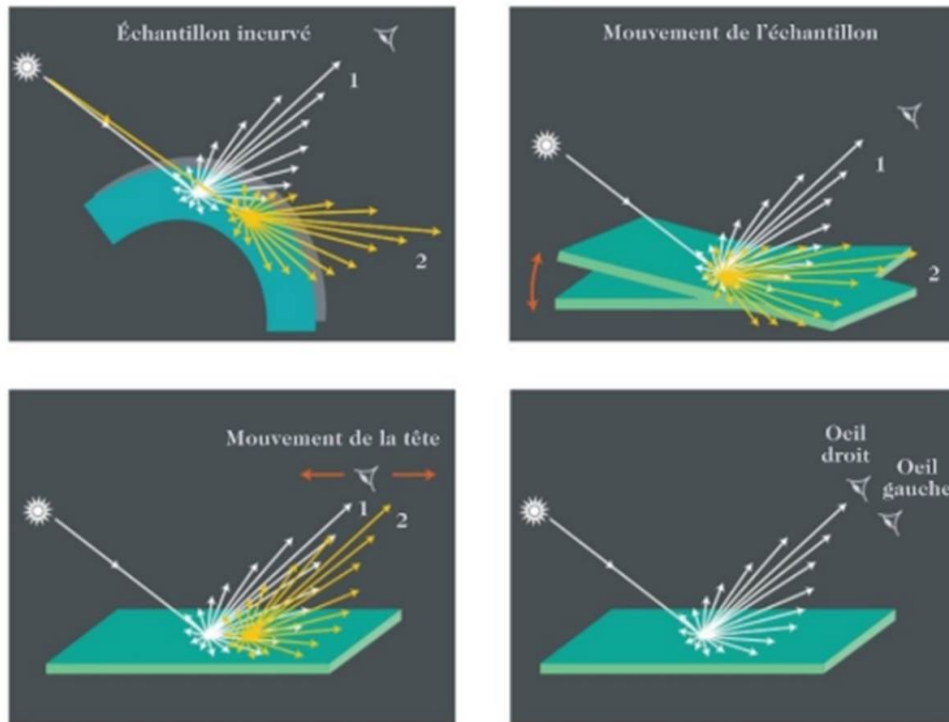 Échantillon incurvé
1
2
Mouvement de l'échantillon
1
2
Mouvement de la tête
1
2
Oeil
droit
Oeil
gauche